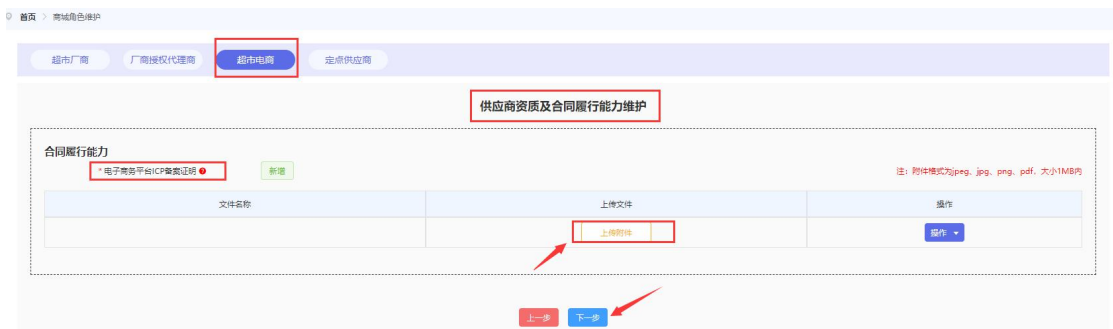 首页 > 商城角色维护
超市厂商 厂商授权代理商 超市电商 定点供应商
供应商资质及合同履行能力维护
合同履行能力
* 电子商务平台ICP备案证明 ? 新增 注：附件格式为jpeg、jpg、png、pdf、大小1MB内
文件名称 上传文件 操作
上传附件 操作
上一步 下一步